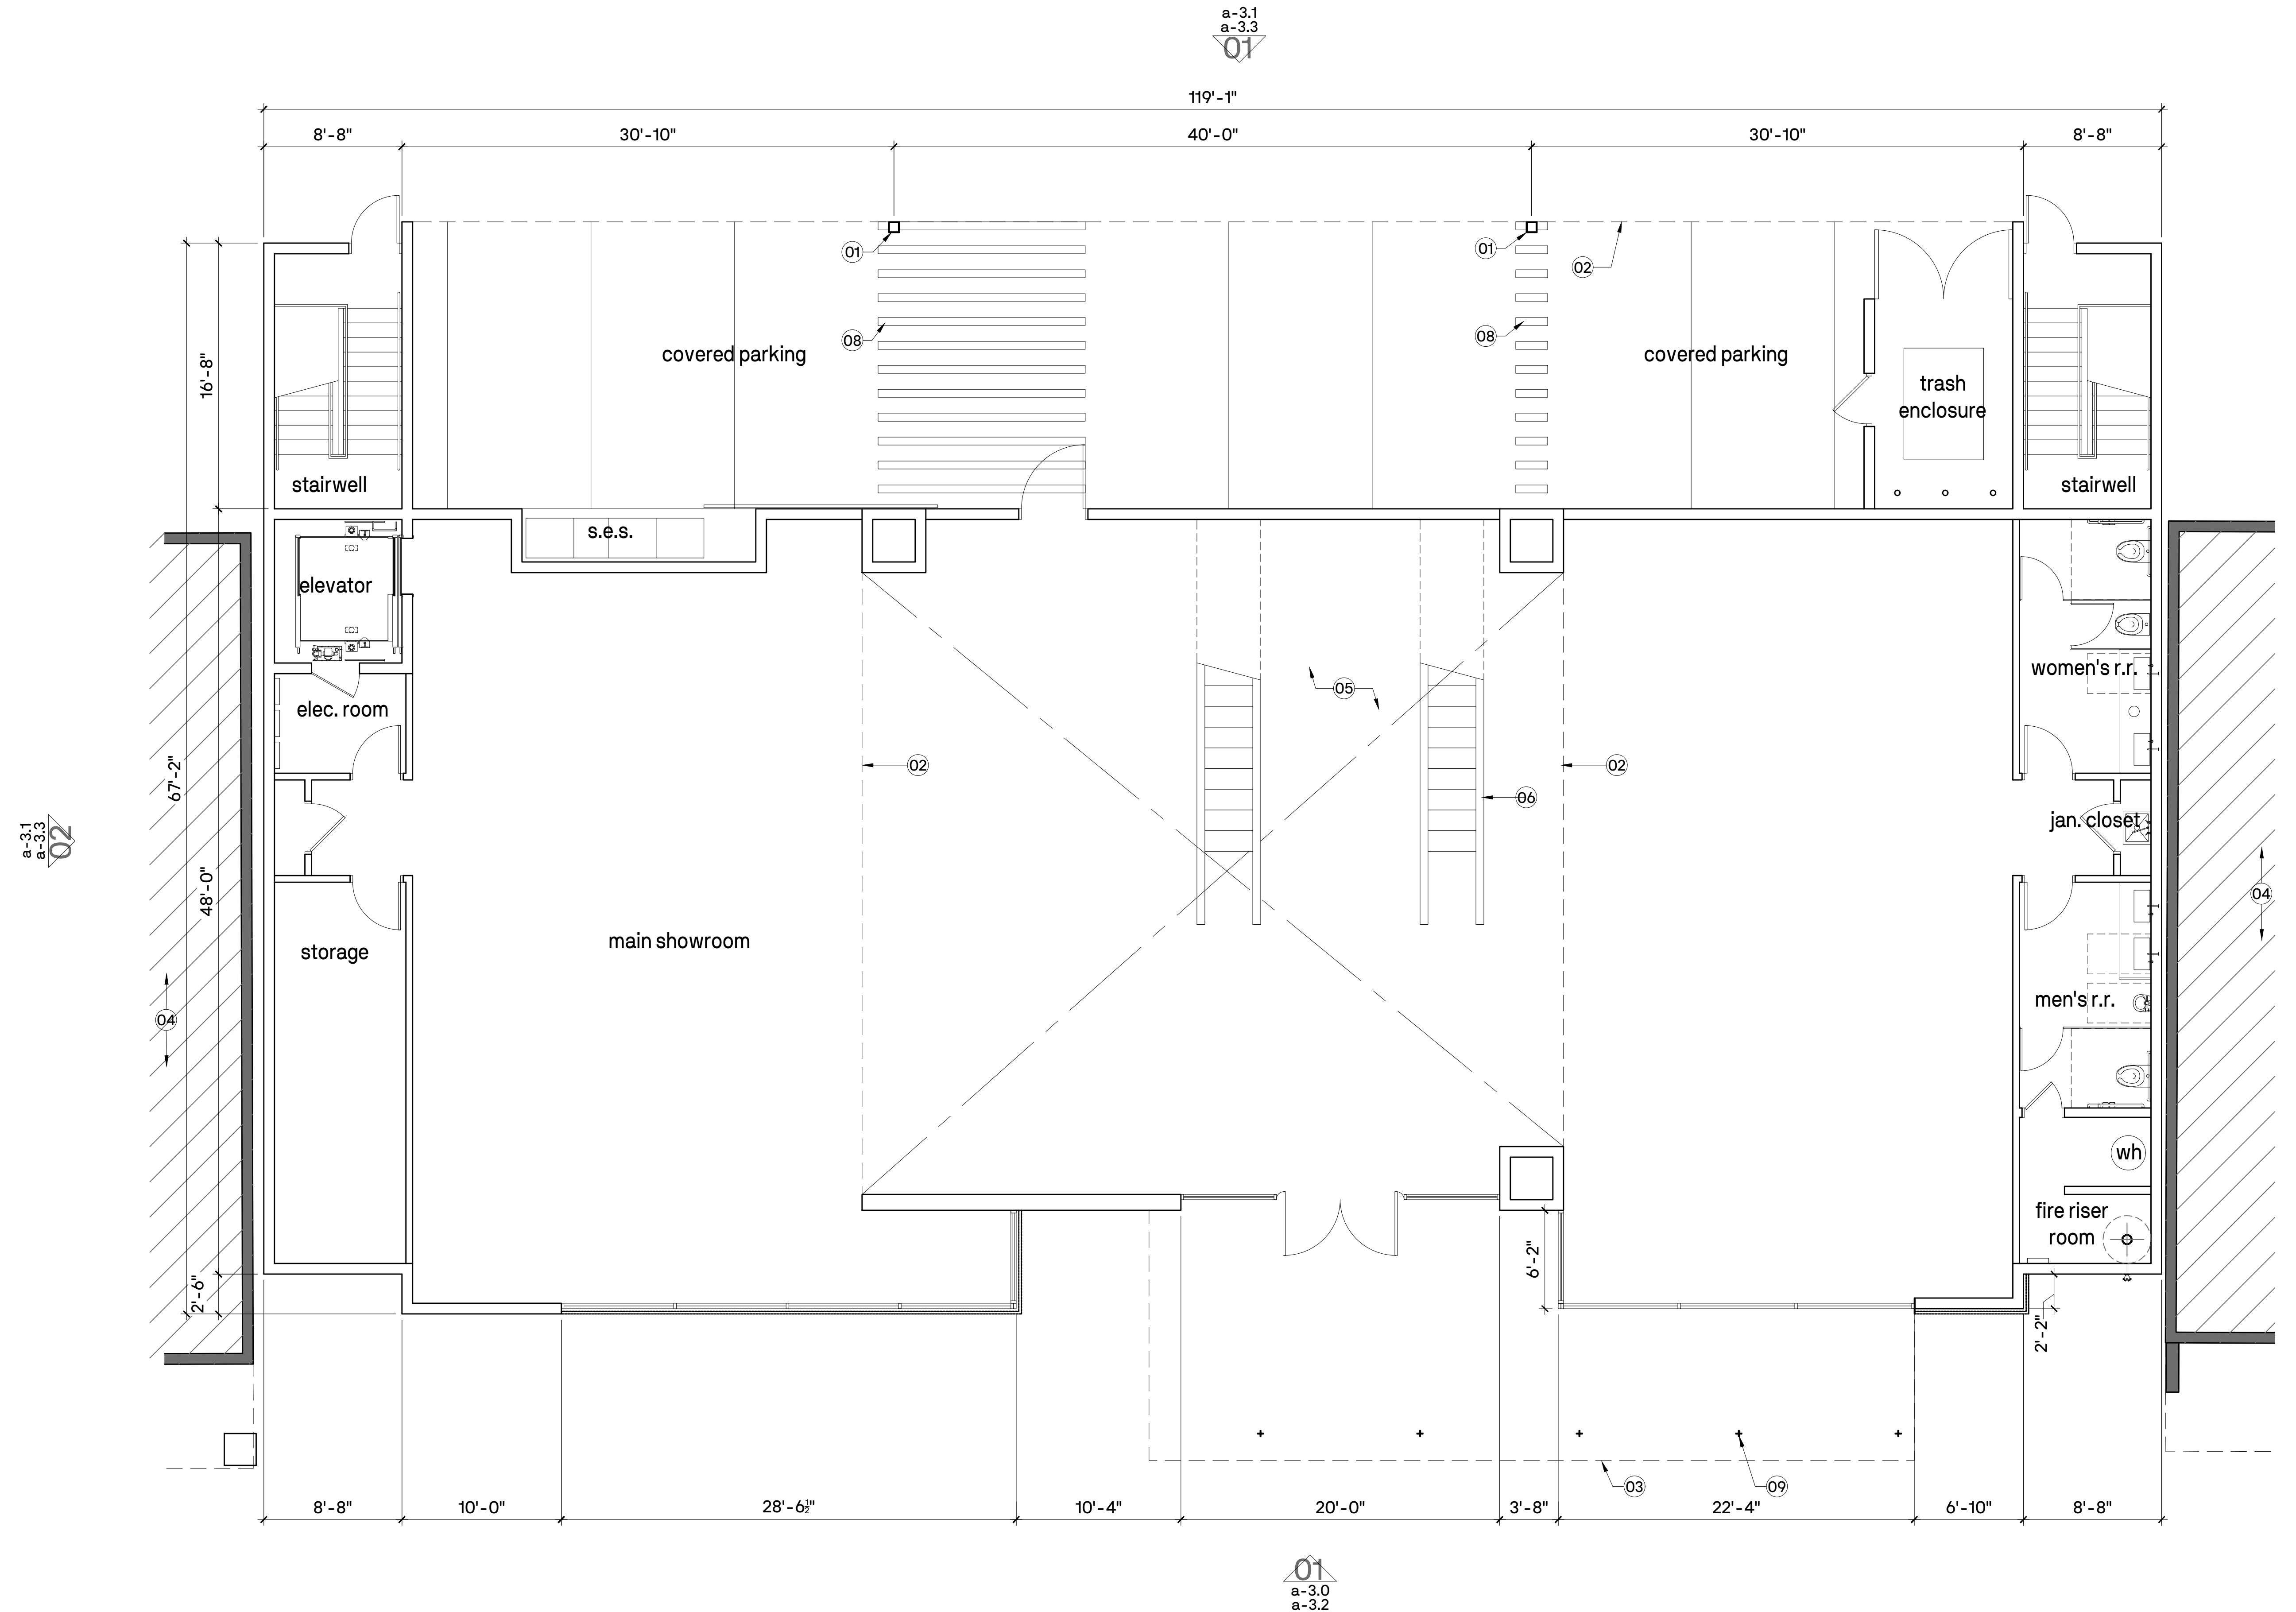 a-3.1
a-3.3
01
119'-1"
8'-8"
30'-10"
40'-0"
30'-10"
8'-8"
01
01
02
08
08
covered parking
covered parking
trash
enclosure
16'-8"
stairwell
stairwell
s.e.s.
elevator
women's r.r.
05
elec. room
02
02
67'-2"
06
jan. closet
a-3.1
a-3.3
02
48'-0"
04
main showroom
storage
men's r.r.
04
wh
fire riser
room
6'-2"
2'-6"
2'-2"
03
09
8'-8"
10'-0"
28'-6½"
10'-4"
20'-0"
3'-8"
22'-4"
6'-10"
8'-8"
01
a-3.0
a-3.2